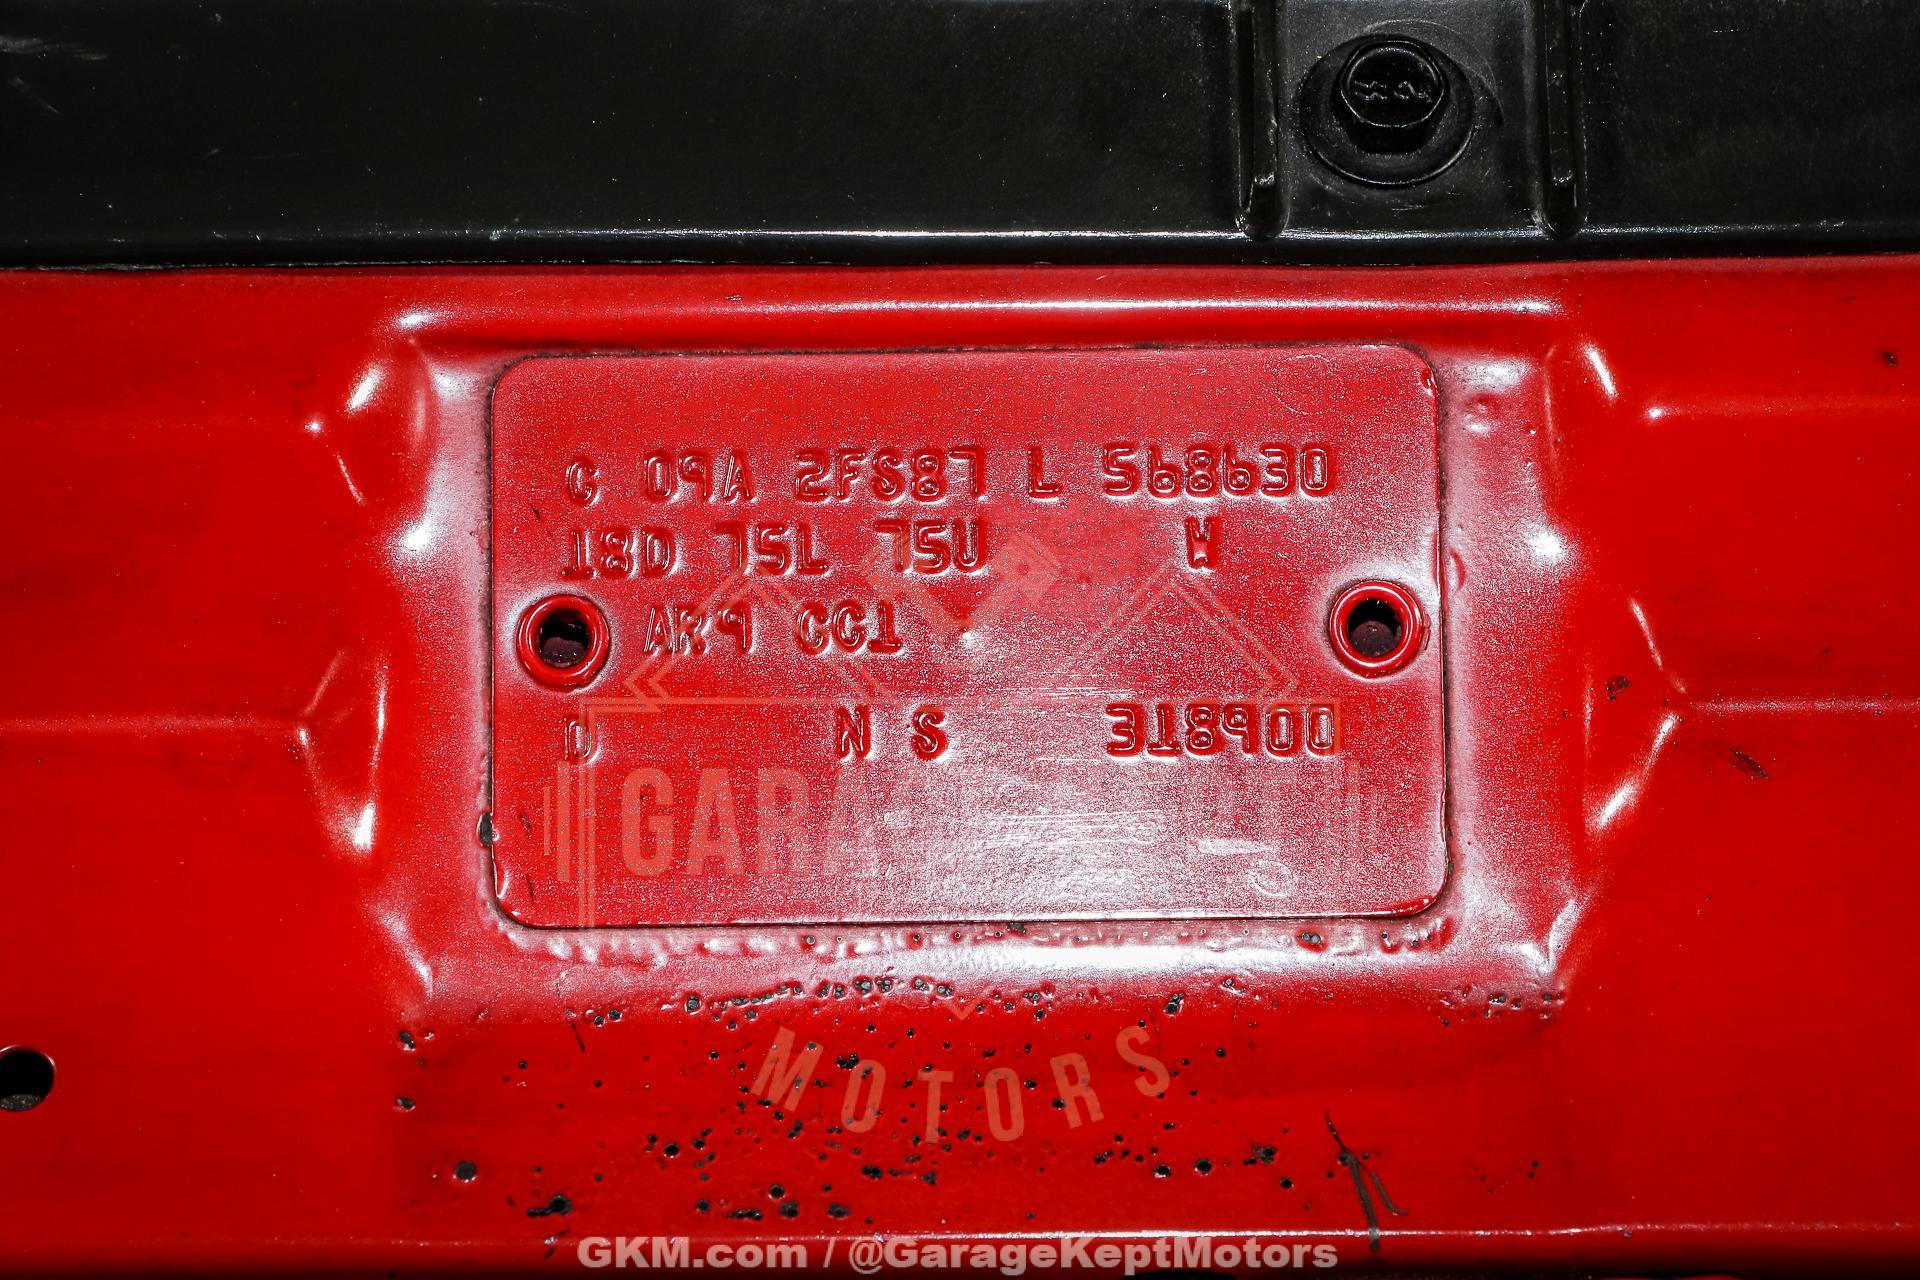 C 09A 2FS87 L 568630
18D 75L 75U
AR9 CC1
D N S 318900
GARA
MOTORS
GKM.com / @GarageKeptMotors